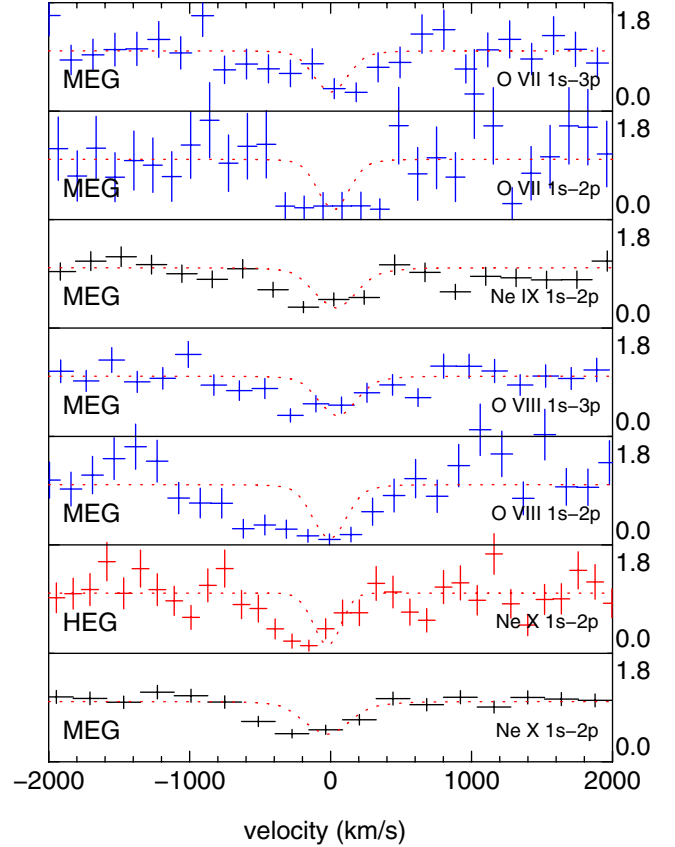 1.8
MEG
O VII 1s−3p
0.0
1.8
MEG
O VII 1s−2p
0.0
1.8
MEG
Ne IX 1s−2p
0.0
1.8
MEG
O VIII 1s−3p
0.0
1.8
MEG
O VIII 1s−2p
0.0
1.8
HEG
Ne X 1s−2p
0.0
1.8
MEG
Ne X 1s−2p
0.0
−2000 −1000 0 1000 2000
velocity (km/s)